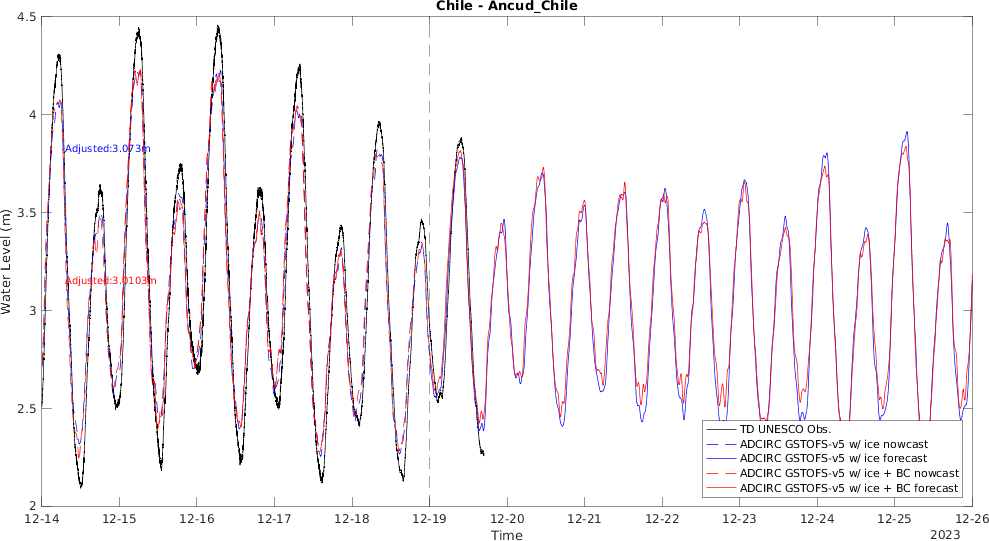 Chile - Ancud_Chile
4.5
4
3.5
3
2.5
2
Water Level (m)
Adjusted:3.073m
Adjusted:3.0103m
TD UNESCO Obs.
ADCIRC GSTOFS-v5 w/ ice nowcast
ADCIRC GSTOFS-v5 w/ ice forecast
ADCIRC GSTOFS-v5 w/ ice + BC nowcast
ADCIRC GSTOFS-v5 w/ ice + BC forecast
12-14 12-15 12-16 12-17 12-18 12-19 12-20 12-21 12-22 12-23 12-24 12-25 12-26
Time
2023